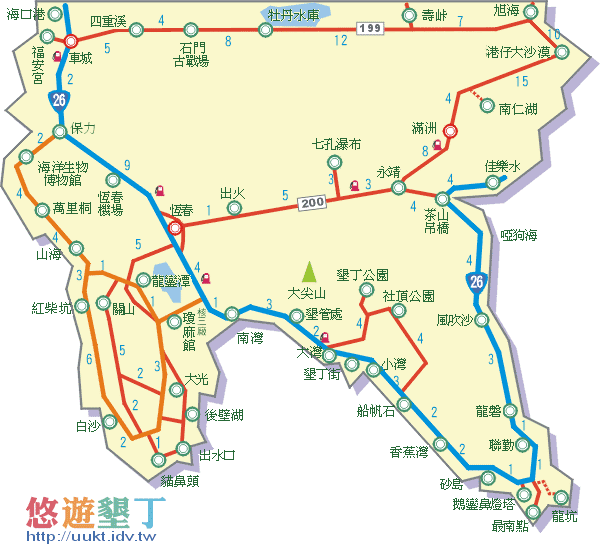 海口港
四重溪
牡丹水庫
壽峠
旭海
7
4
199
10
福安宮
車城
5
石門
古戰場
8
12
港仔大沙漠
2
15
26
4
南仁湖
保力
滿洲
2
七孔瀑布
8
海洋生物
博物館
9
永靖
佳樂水
恆春
機場
3
3
4
4
萬里桐
出火
5
200
4
茶山
吊橋
1
恆春
4
啞狗海
山海
5
4
4
3
1
龍鑾潭
墾丁公園
26
大尖山
社頂公園
紅柴坑
關山
1
1
核三廠
3
墾管處
風吹沙
瓊麻館
南灣
4
2
5
大灣
4
6
3
小灣
墾丁街
2
大光
船帆石
龍磐
2
後壁湖
白沙
2
聯勤
2
香蕉灣
2
1
出水口
1
1
砂島
貓鼻頭
鵝鑾鼻燈塔
龍坑
最南點
悠遊墾丁
http://uukt.idv.tw